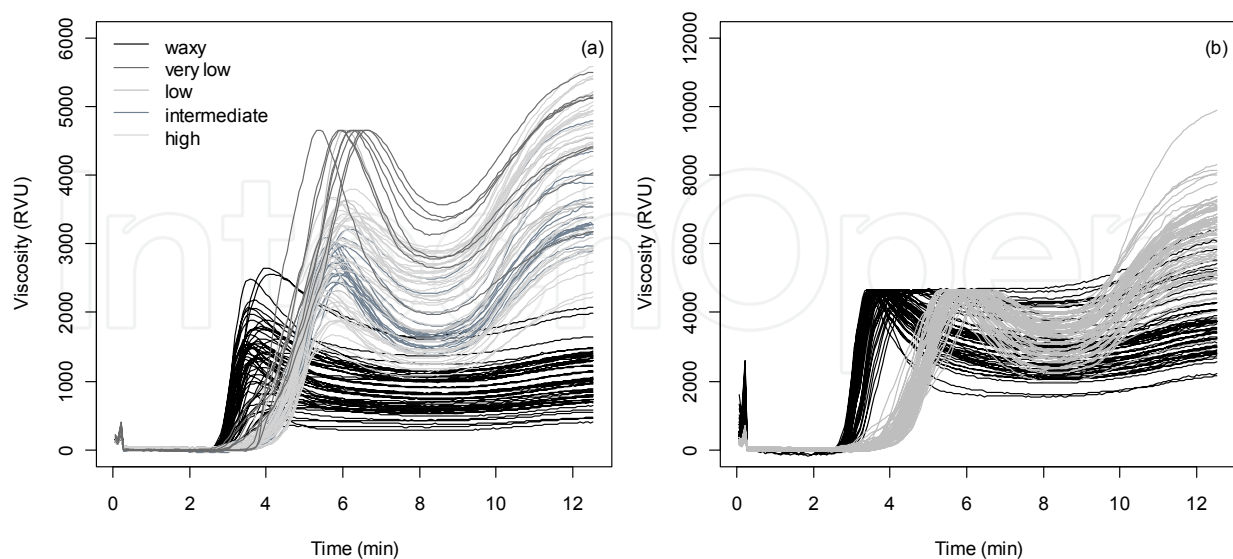 (a)
waxy
very low
low
intermediate
high
6000
5000
4000
3000
2000
1000
0
Viscosity (RVU)
0 2 4 6 8 10 12
Time (min)
(b)
12000
10000
8000
6000
4000
2000
0
Viscosity (RVU)
0 2 4 6 8 10 12
Time (min)
IntechOpen